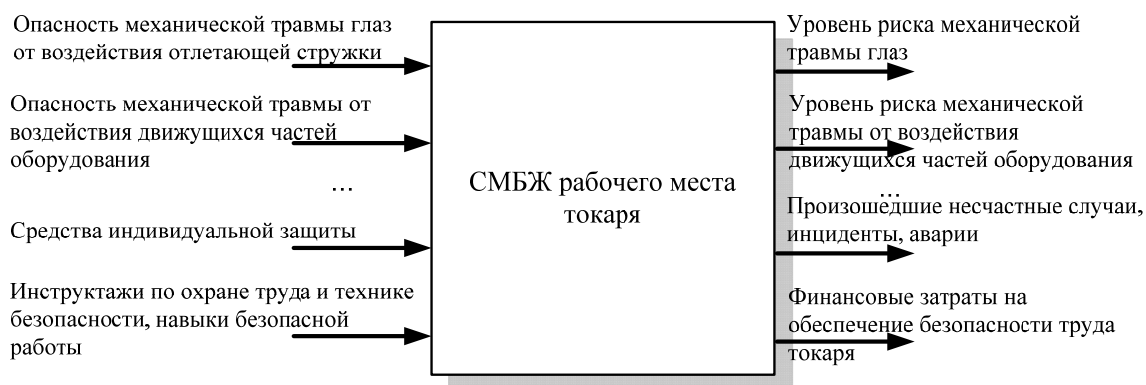 Опасность механической травмы глаз
от воздействия отлетающей стружки
Опасность механической травмы от
воздействия движущихся частей
оборудования
...
Средства индивидуальной защиты
Инструктажи по охране труда и технике
безопасности, навыки безопасной
работы
СМБЖ рабочего места
токаря
Уровень риска механической
травмы глаз
Уровень риска механической
травмы от воздействия
движущихся частей оборудования
...
Произошедшие несчастные случаи,
инциденты, аварии
Финансовые затраты на
обеспечение безопасности труда
токаря